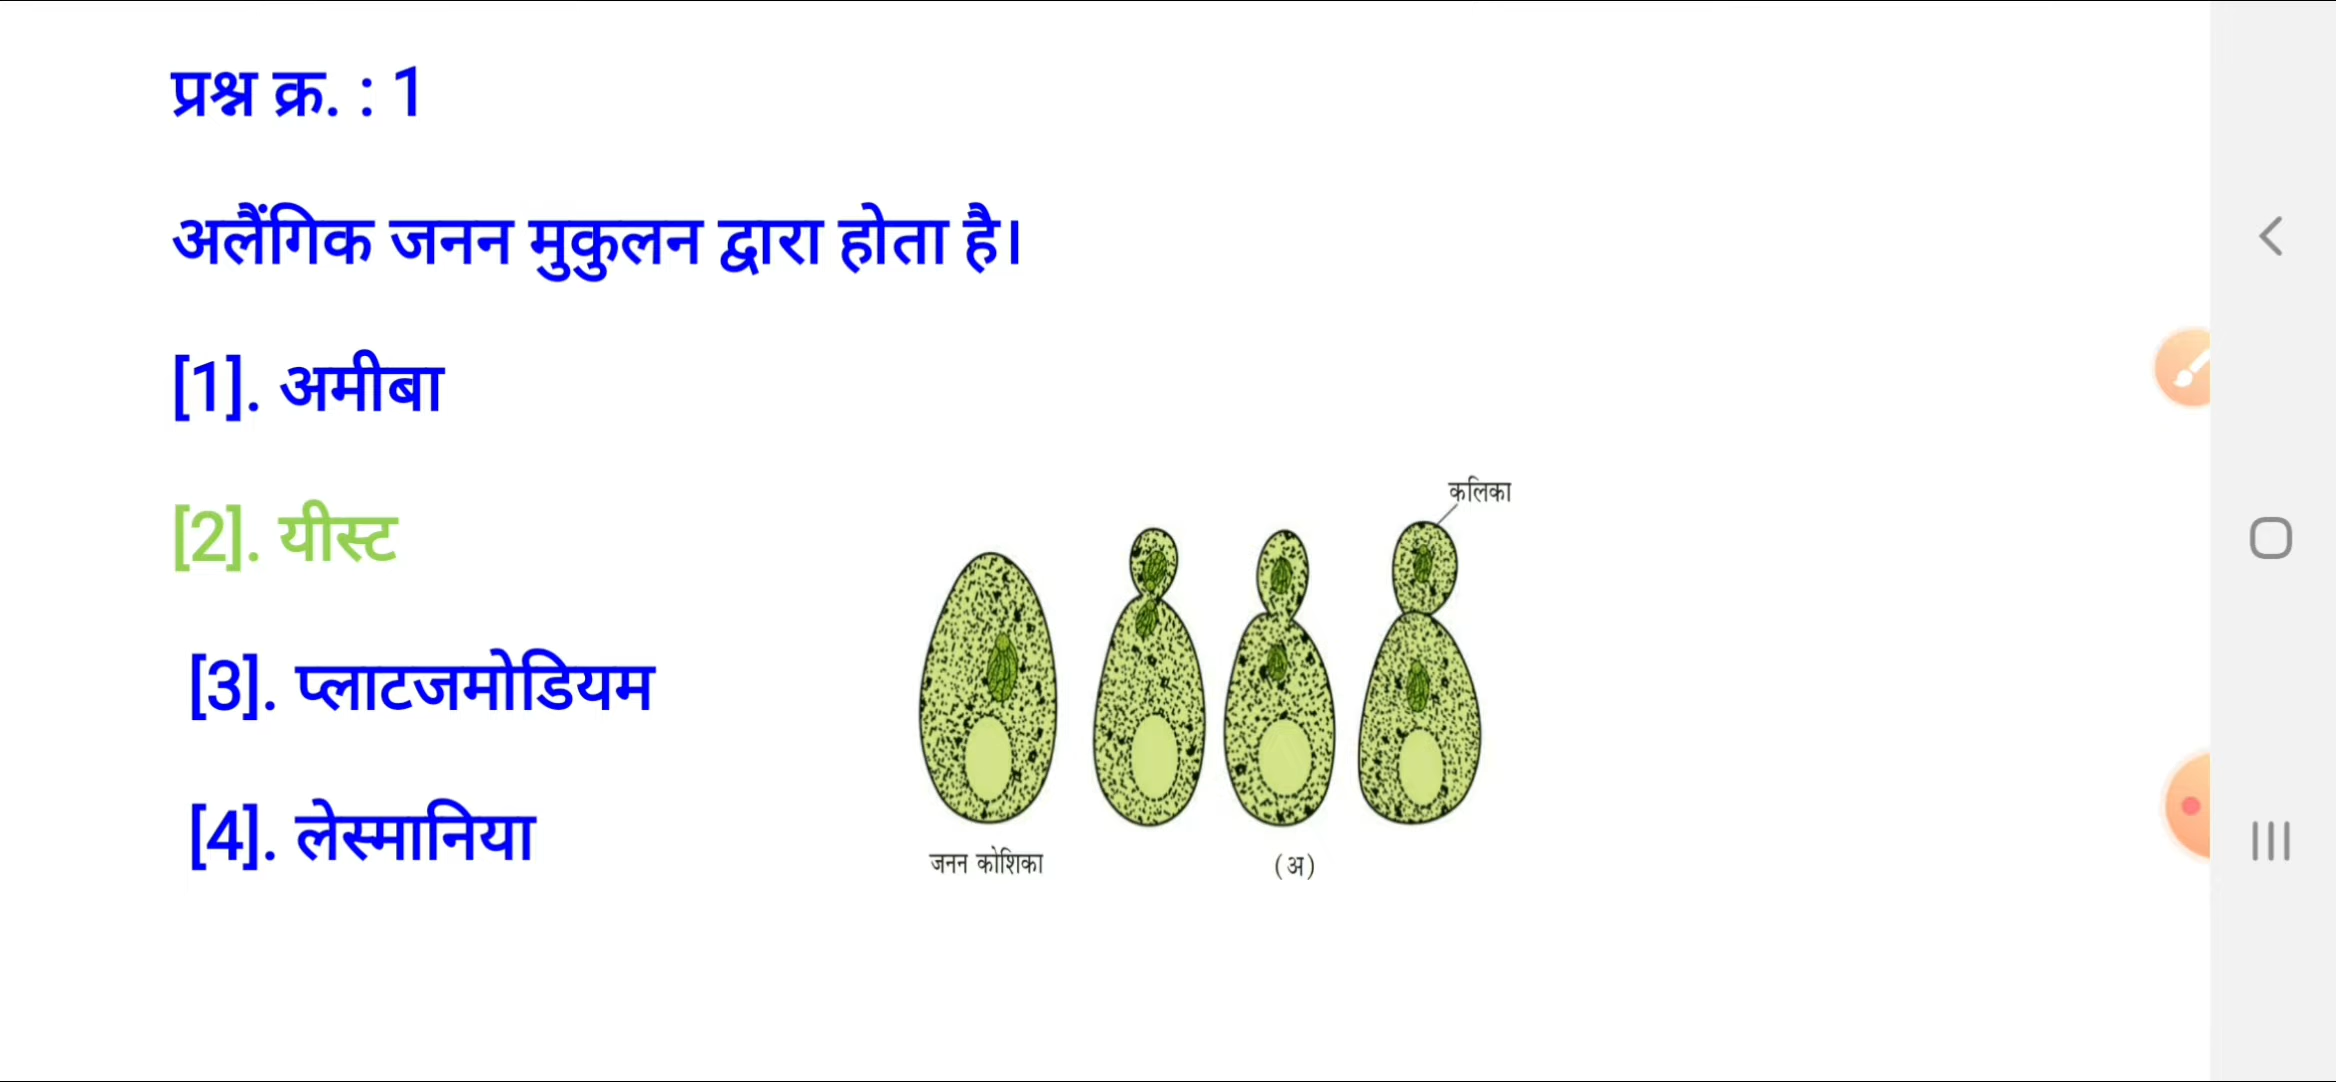 प्रश्न क्र. : 1
अलैंगिक जनन मुकुलन द्वारा होता है।
[1]. अमीबा
[2]. यीस्ट
[3]. प्लाटजमोडियम
[4]. लेस्मानिया
कलिका
जनन कोशिका
(अ)